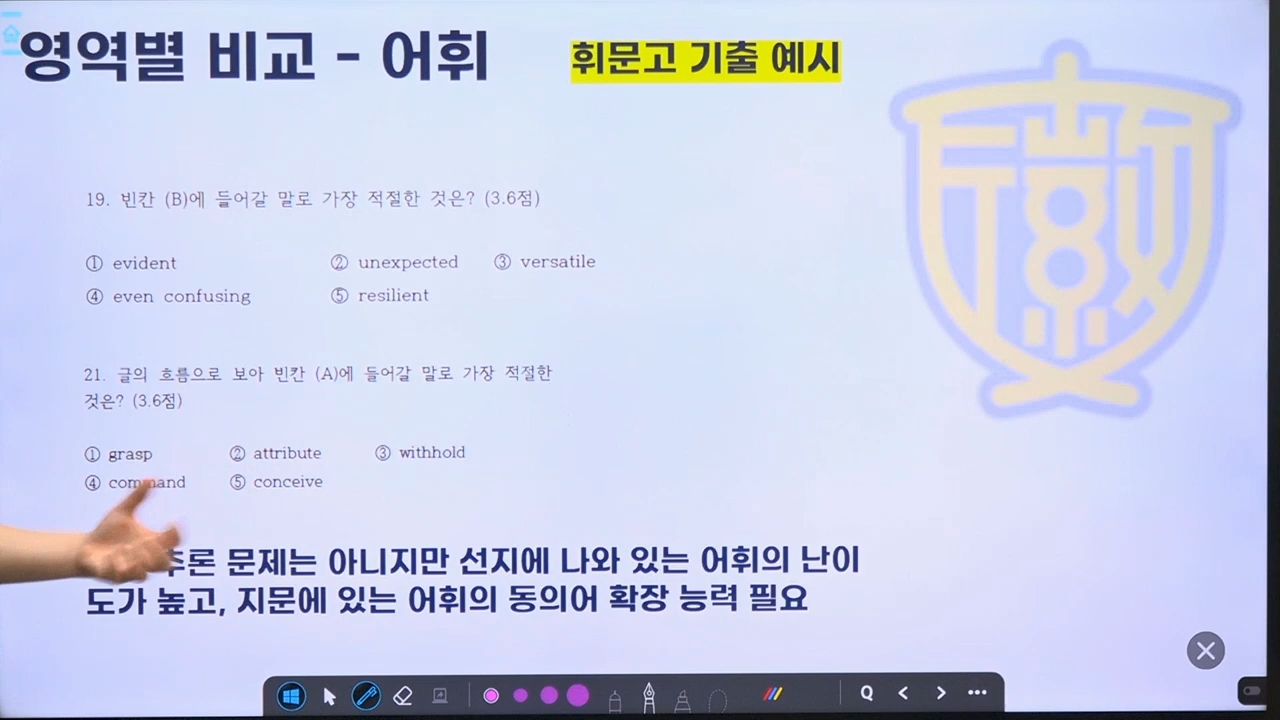 영역별 비교 - 어휘
휘문고 기출 예시
19. 빈칸 (B)에 들어갈 말로 가장 적절한 것은? (3.6점)
① evident ② unexpected ③ versatile
④ even confusing ⑤ resilient
21. 글의 흐름으로 보아 빈칸 (A)에 들어갈 말로 가장 적절한
것은? (3.6점)
① grasp ② attribute ③ withhold
④ command ⑤ conceive
추론 문제는 아니지만 선지에 나와 있는 어휘의 난이
도가 높고, 지문에 있는 어휘의 동의어 확장 능력 필요